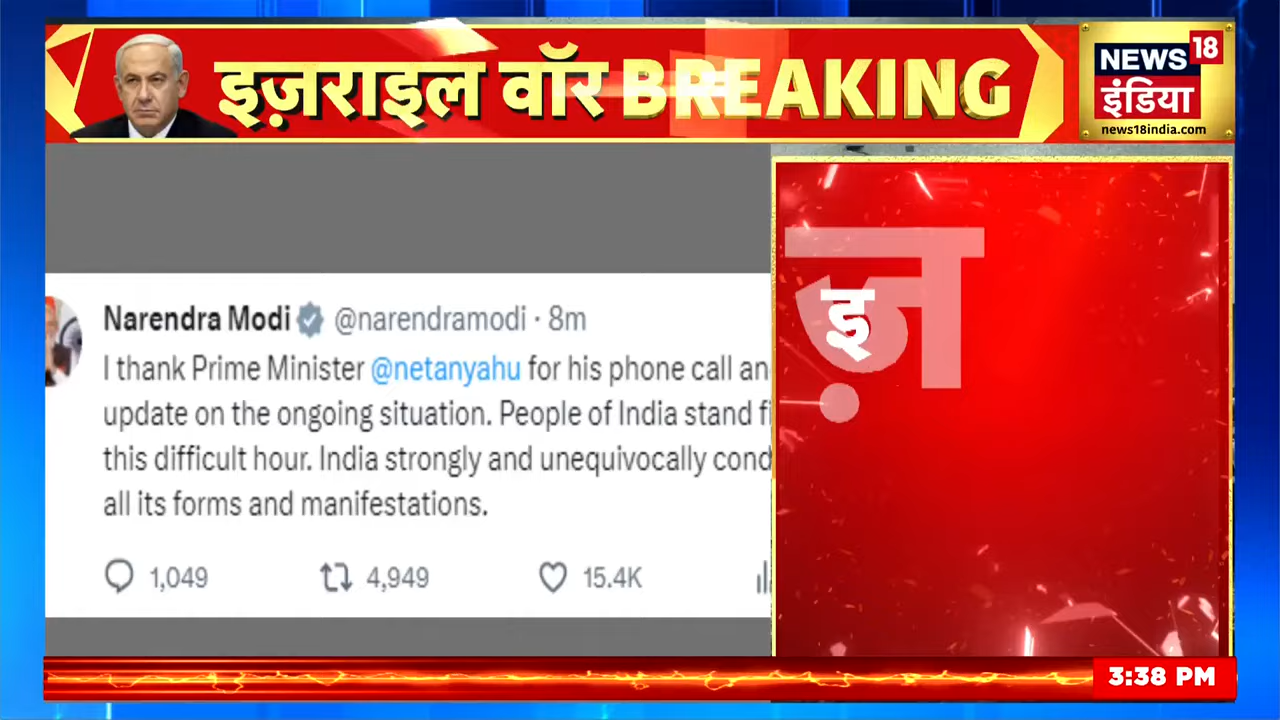 इज़राइल वॉर BREAKING
NEWS 18
इंडिया
news18india.com
Narendra Modi @narendramodi · 8m
I thank Prime Minister @netanyahu for his phone call
update on the ongoing situation. People of India stand
this difficult hour. India strongly and unequivocally
all its forms and manifestations.
1,049 4,949 15.4K
इज़
3:38 PM